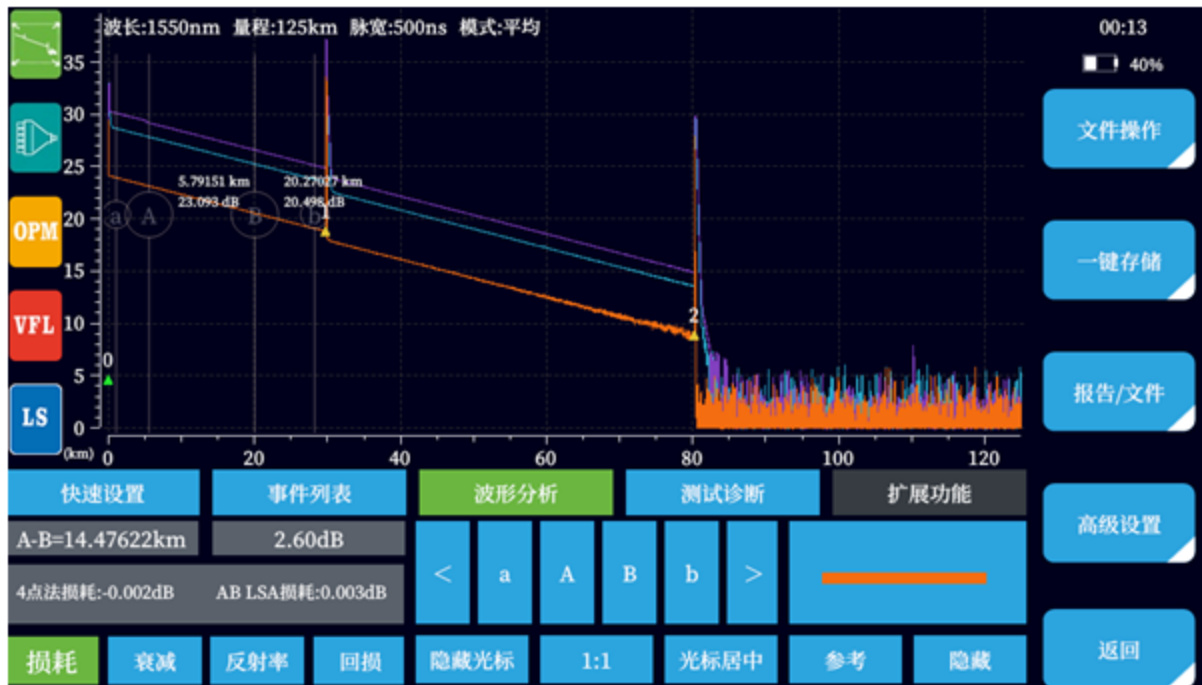 波长:1550nm 量程:125km 脉宽:500ns 模式:平均
00:13
40%
35
30
25
20
15
10
5
0
5.79151 km 20.27027 km
23.093 dB 20.498 dB
a A B b
1
2
0
(km) 0 20 40 60 80 100 120
OPM
VFL
LS
文件操作
一键存储
报告/文件
高级设置
返回
快速设置 事件列表 波形分析 测试诊断 扩展功能
A-B=14.47622km 2.60dB
4点法损耗:-0.002dB AB LSA损耗:0.003dB
< a A B b >
损耗 衰减 反射率 回损 隐藏光标 1:1 光标居中 参考 隐藏